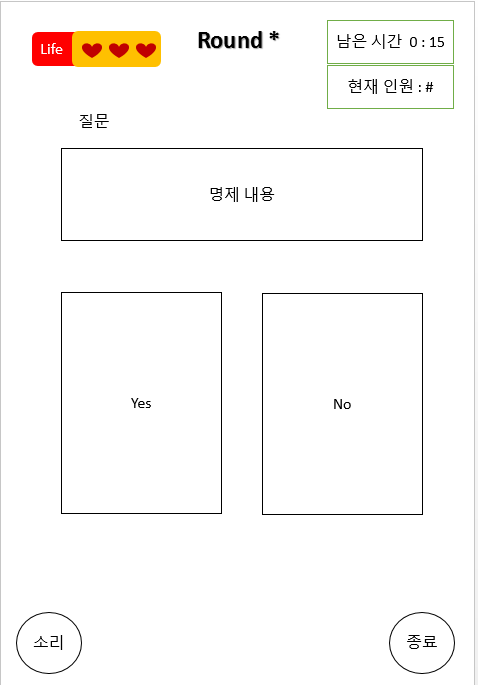 Life
Round *
남은 시간 0 : 15
현재 인원 : #
질문
명제 내용
Yes
No
소리
종료